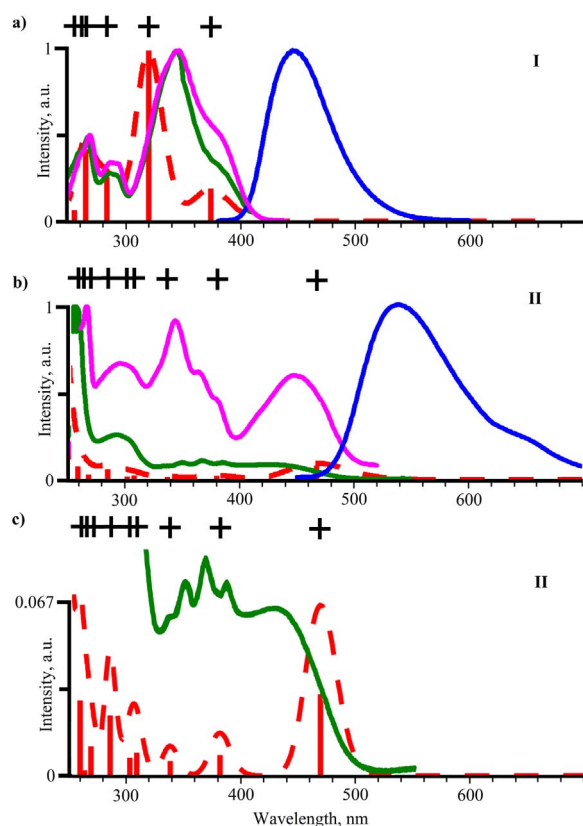 a)
I
Intensity, a.u.
1
0
300 400 500 600
b)
II
Intensity, a.u.
1
0
300 400 500 600
c)
II
Intensity, a.u.
0.067
0
300 400 500 600
Wavelength, nm